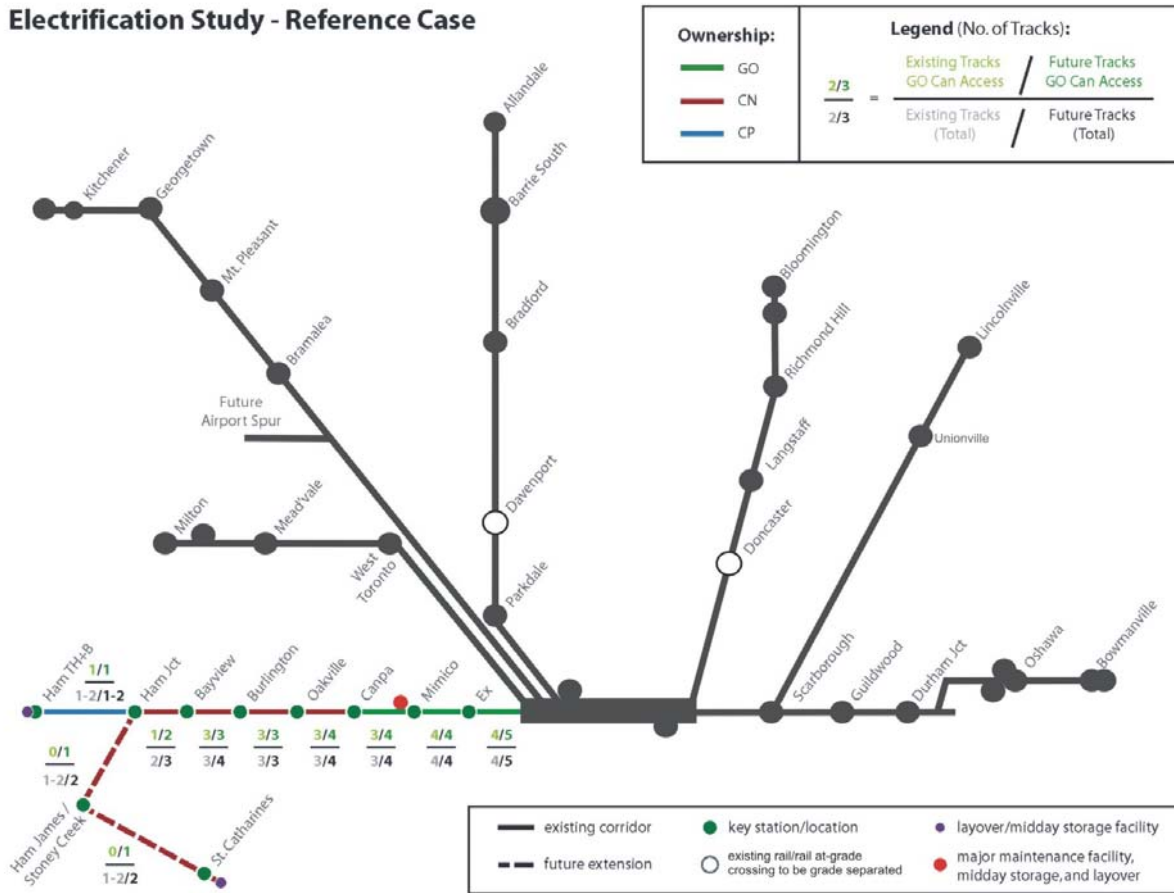 Electrification Study - Reference Case
Ownership:
GO
CN
CP
Legend (No. of Tracks):
2/3
2/3
=
Existing Tracks
GO Can Access
/
Future Tracks
GO Can Access
Existing Tracks
(Total)
/
Future Tracks
(Total)
Kitchener
Georgetown
Mt. Pleasant
Bramalea
Future
Airport Spur
Milton
Mead'vale
West
Toronto
Allandale
Barrie South
Bradford
Davenport
Parkdale
Bloomington
Richmond Hill
Langstaff
Doncaster
Lincolnville
Unionville
Scarborough
Guildwood
Durham Jct
Oshawa
Bowmanville
Ham TH+B
Ham Jct
Bayview
Burlington
Oakville
Canpa
Mimico
Ex
1/1
1-2/1-2
1/2
2/3
3/3
3/4
3/3
3/3
3/4
3/4
3/4
3/4
4/4
4/4
4/5
4/5
0/1
1-2/2
Ham James /
Stoney Creek
0/1
1-2/2
St. Catharines
existing corridor
future extension
key station/location
existing rail/rail at-grade
crossing to be grade separated
layover/midday storage facility
major maintenance facility,
midday storage, and layover